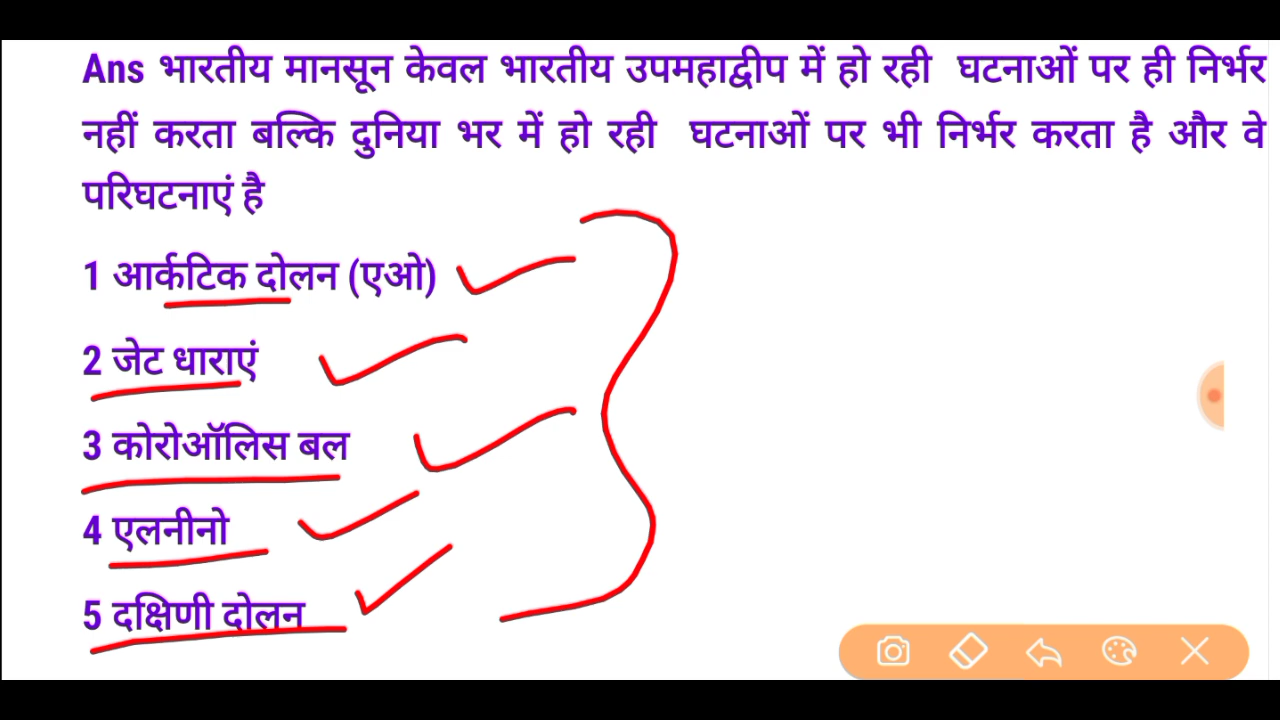 Ans भारतीय मानसून केवल भारतीय उपमहाद्वीप में हो रही घटनाओं पर ही निर्भर
नहीं करता बल्कि दुनिया भर में हो रही घटनाओं पर भी निर्भर करता है और वे
परिघटनाएं है
1 आर्कटिक दोलन (एओ)
2 जेट धाराएं
3 कोरोऑलिस बल
4 एलनीनो
5 दक्षिणी दोलन